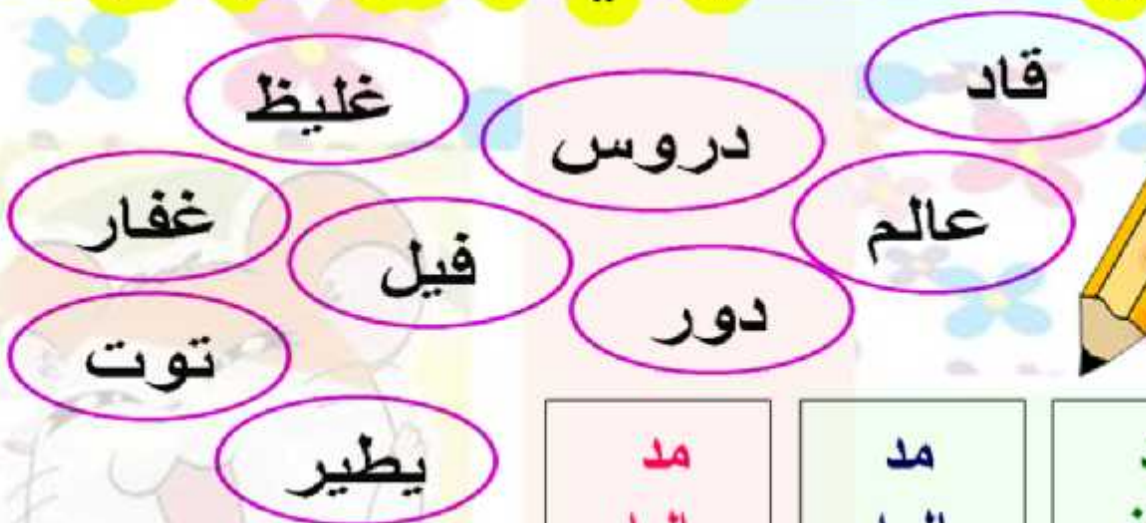 قاد
غليظ
دروس
غفار
عالم
فيل
دور
توت
يطير
مد
مد